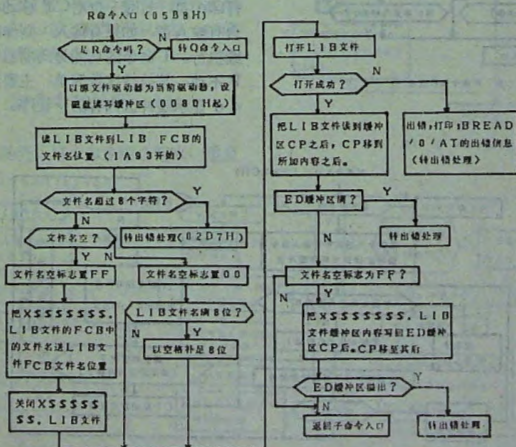 R命令入口(05B8H)
是R命令吗?
N
转Q命令入口
Y
以源文件驱动器为当前驱动器,设
磁盘读写缓冲区(0080H起)
读LIB文件到LIB FCB的
文件名位置(1A93开始)
文件名超过8个字符?
Y
N
转出错处理(02D7H)
文件名空?
N
Y
文件名空标志置FF
文件名空标志置00
把XSSSSSSS.
LIB文件的FCB中
的文件名送LIB文
件FCB文件名位置
LIB文件名满8位?
N
Y
以空格补足8位
关闭XSSSSS
SS.LIB文件
打开LIB文件
打开成功?
N
Y
把LIB文件读到缓冲
区CP之后,CP移到
所加内容之后。
出错,打印:BREAD
'0'AT的出错信息
(转出错处理)
ED缓冲区满?
Y
N
转出错处理
文件名空标志为FF?
N
Y
把XSSSSSSS.LIB
文件缓冲区内容写回ED缓冲
区CP后。CP移至其后
ED缓冲区溢出?
Y
N
返回子命令入口
转出错处理